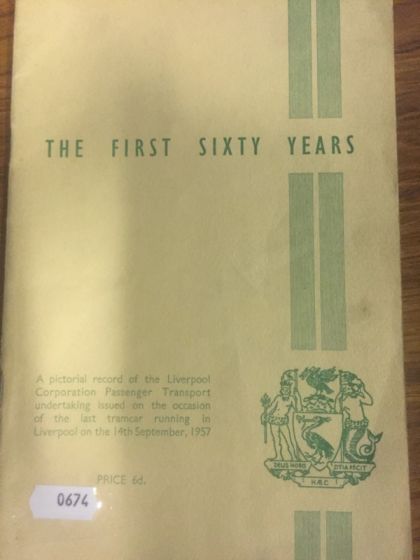 THE FIRST SIXTY YEARS
A pictorial record of the Liverpool
Corporation Passenger Transport
undertaking issued on the occasion
of the last tramcar running in
Liverpool on the 14th September, 1957
DEUS NOBIS
OTIA FECIT
HÆC
PRICE 6d.
0674